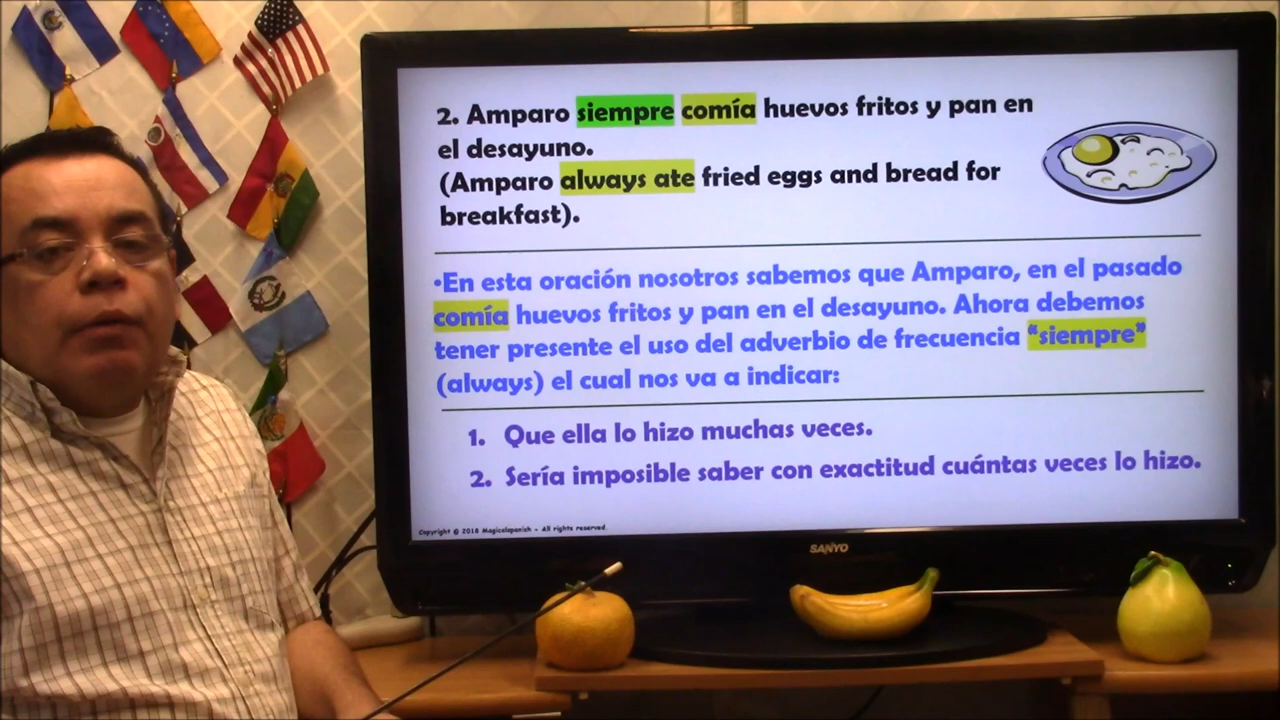 2. Amparo siempre comía huevos fritos y pan en
el desayuno.
(Amparo always ate fried eggs and bread for
breakfast).
•En esta oración nosotros sabemos que Amparo, en el pasado
comía huevos fritos y pan en el desayuno. Ahora debemos
tener presente el uso del adverbio de frecuencia “siempre”
(always) el cual nos va a indicar:
1. Que ella lo hizo muchas veces.
2. Sería imposible saber con exactitud cuántas veces lo hizo.
Copyright © 2018 Magicalspanish - All rights reserved.
SANYO